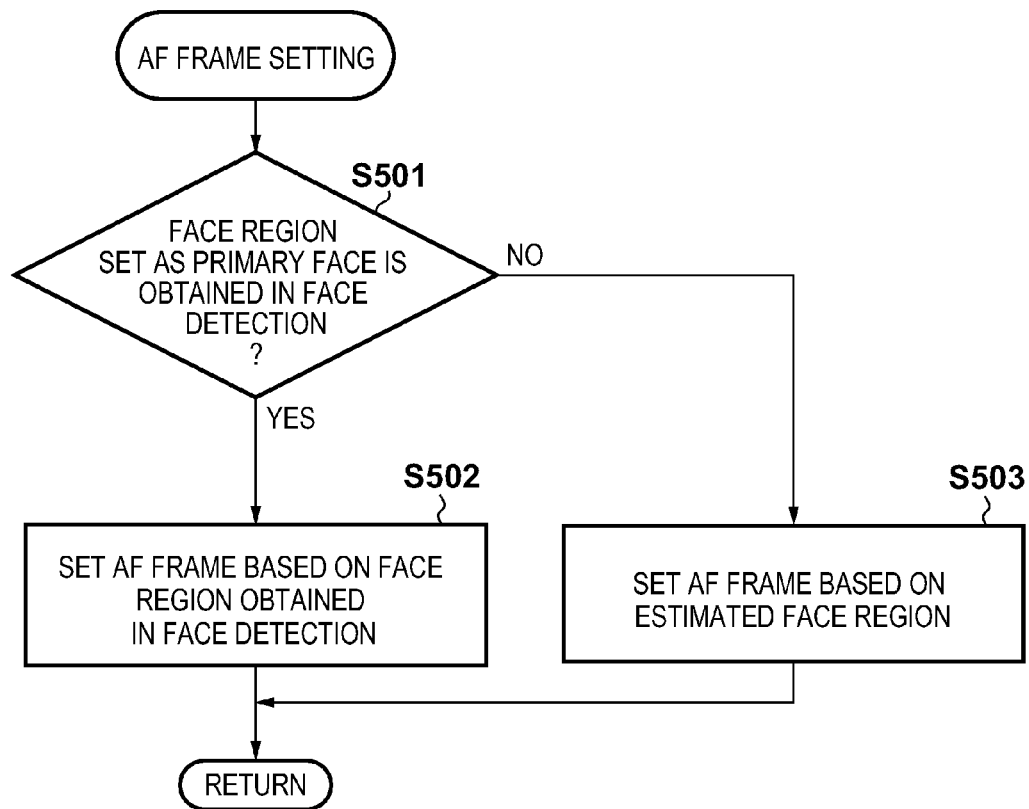 AF FRAME SETTING
S501
FACE REGION
SET AS PRIMARY FACE IS
OBTAINED IN FACE
DETECTION
?
NO
YES
S502
SET AF FRAME BASED ON FACE
REGION OBTAINED
IN FACE DETECTION
S503
SET AF FRAME BASED ON
ESTIMATED FACE REGION
RETURN